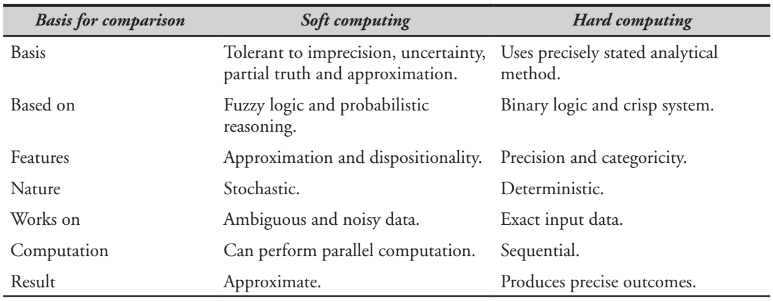 Basis for comparison Soft computing Hard computing
Basis Tolerant to imprecision, uncertainty, Uses precisely stated analytical
partial truth and approximation. method.
Based on Fuzzy logic and probabilistic Binary logic and crisp system.
reasoning.
Features Approximation and dispositionality. Precision and categoricity.
Nature Stochastic. Deterministic.
Works on Ambiguous and noisy data. Exact input data.
Computation Can perform parallel computation. Sequential.
Result Approximate. Produces precise outcomes.